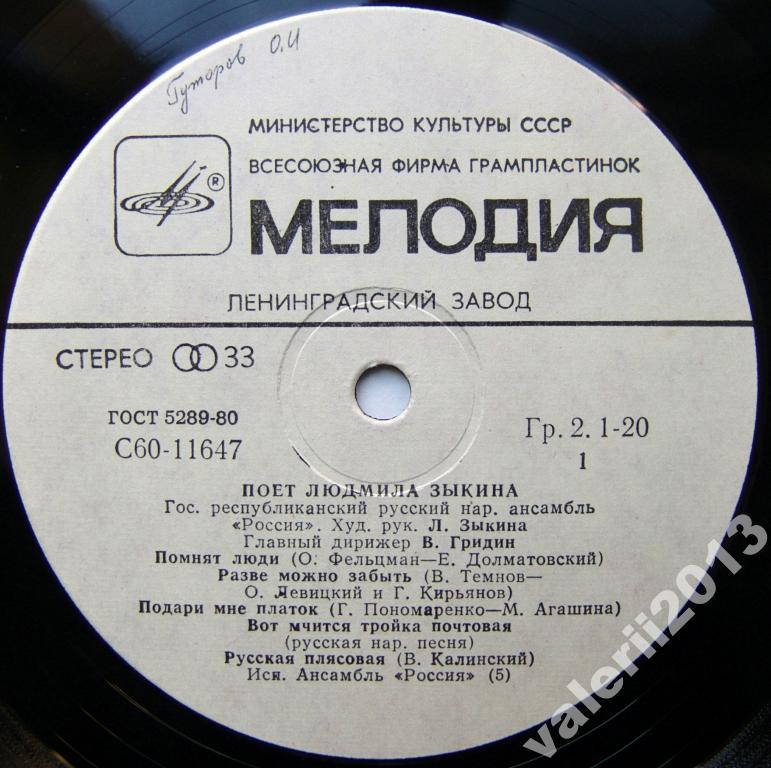 Гуторов О.И
МИНИСТЕРСТВО КУЛЬТУРЫ СССР
ВСЕСОЮЗНАЯ ФИРМА ГРАМПЛАСТИНОК
®
МЕЛОДИЯ
ЛЕНИНГРАДСКИЙ ЗАВОД
СТЕРЕО 33
ГОСТ 5289-80
С60-11647
Гр. 2. 1-20
1
ПОЕТ ЛЮДМИЛА ЗЫКИНА
Гос. республиканский русский нар. ансамбль
«Россия». Худ. рук. Л. Зыкина
Главный дирижер В. Гридин
Помнят люди (О. Фельцман—Е. Долматовский)
Разве можно забыть (В. Темнов—
О. Левицкий и Г. Кирьянов)
Подари мне платок (Г. Пономаренко—М. Агашина)
Вот мчится тройка почтовая
(русская нар. песня)
Русская плясовая (В. Калинский)
Исп. Ансамбль «Россия» (5)
valerii2013